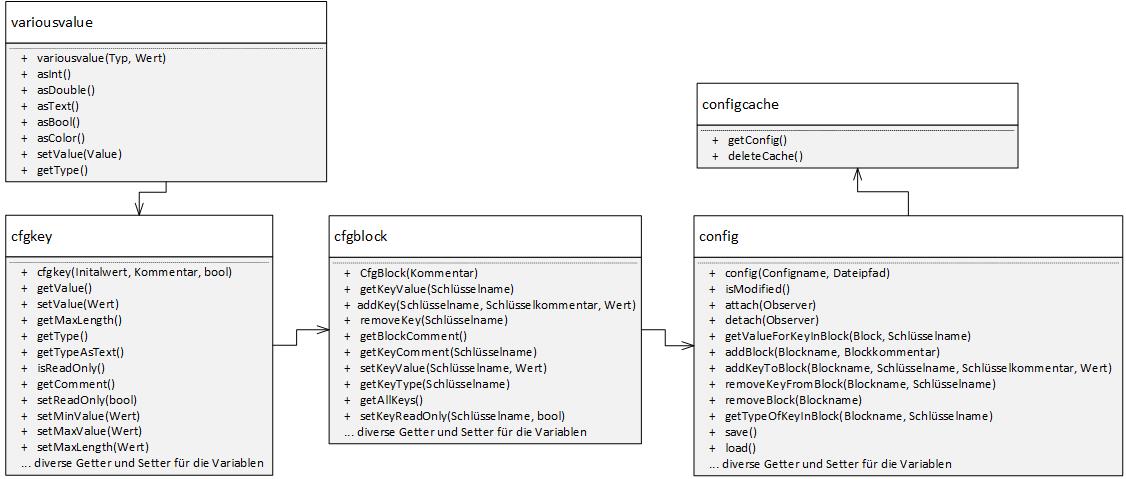 variousvalue
+ variousvalue(Typ, Wert)
+ asInt()
+ asDouble()
+ asText()
+ asBool()
+ asColor()
+ setValue(Value)
+ getType()
configcache
+ getConfig()
+ deleteCache()
cfgkey
+ cfgkey(Initalwert, Kommentar, bool)
+ getValue()
+ setValue(Wert)
+ getMaxLength()
+ getType()
+ getTypeAsText()
+ isReadOnly()
+ getComment()
+ setReadOnly(bool)
+ setMinValue(Wert)
+ setMaxValue(Wert)
+ setMaxLength(Wert)
... diverse Getter und Setter für die Variablen
cfgblock
+ CfgBlock(Kommentar)
+ getKeyValue(Schlüsselname)
+ addKey(Schlüsselname, Schlüsselkommentar, Wert)
+ removeKey(Schlüsselname)
+ getBlockComment()
+ getKeyComment(Schlüsselname)
+ setKeyValue(Schlüsselname, Wert)
+ getKeyType(Schlüsselname)
+ getAllKeys()
+ setKeyReadOnly(Schlüsselname, bool)
... diverse Getter und Setter für die Variablen
config
+ config(Configname, Dateipfad)
+ isModified()
+ attach(Observer)
+ detach(Observer)
+ getValueForKeyInBlock(Block, Schlüsselname)
+ addBlock(Blockname, Blockkommentar)
+ addKeyToBlock(Blockname, Schlüsselname, Schlüsselkommentar, Wert)
+ removeKeyFromBlock(Blockname, Schlüsselname)
+ removeBlock(Blockname)
+ getTypeOfKeyInBlock(Blockname, Schlüsselname)
+ save()
+ load()
... diverse Getter und Setter für die Variablen